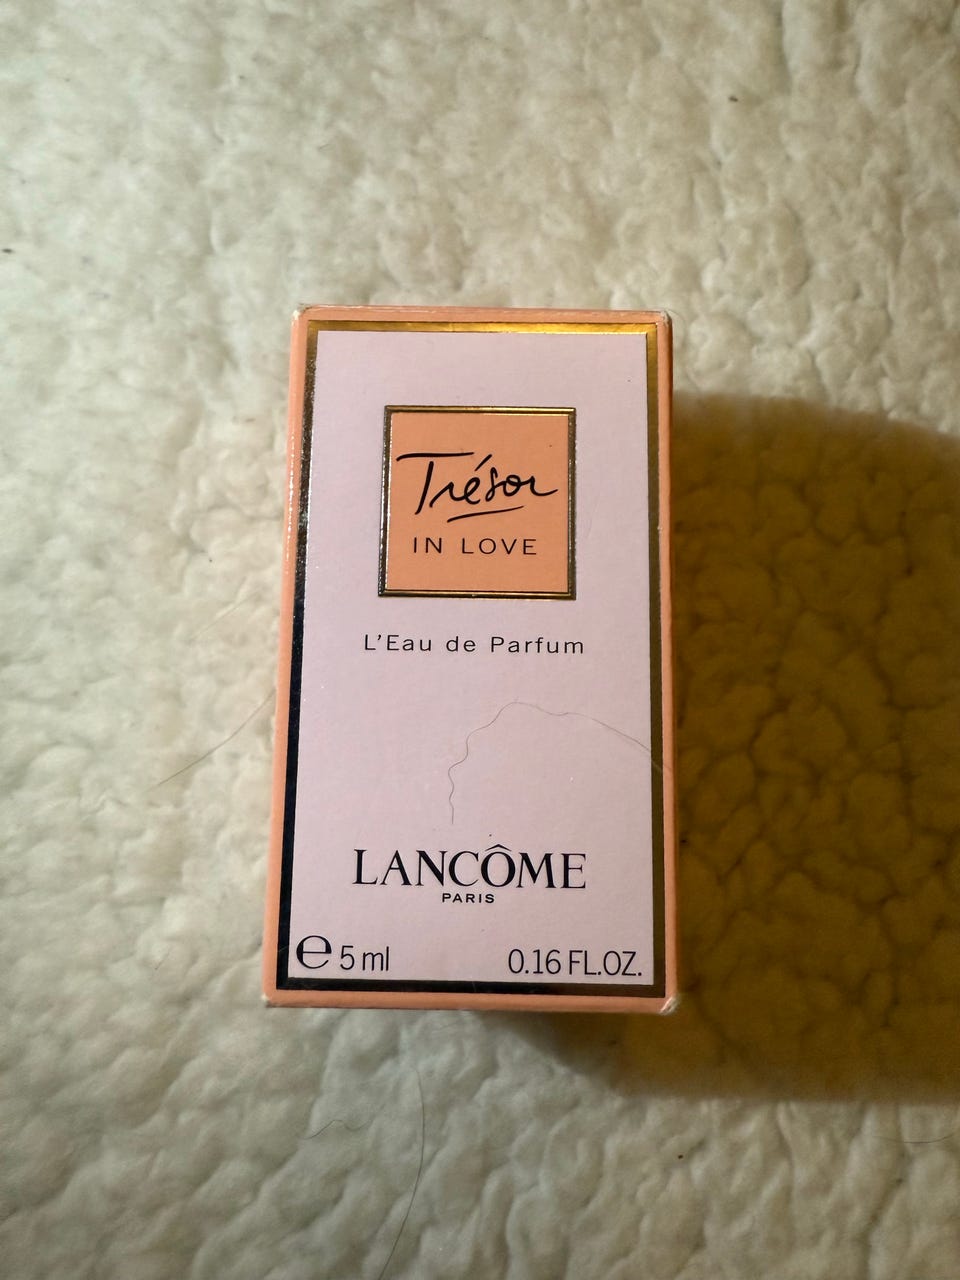 Trésor
IN LOVE
L'Eau de Parfum
LANCÔME
PARIS
℮ 5 ml 0.16 FL.OZ.